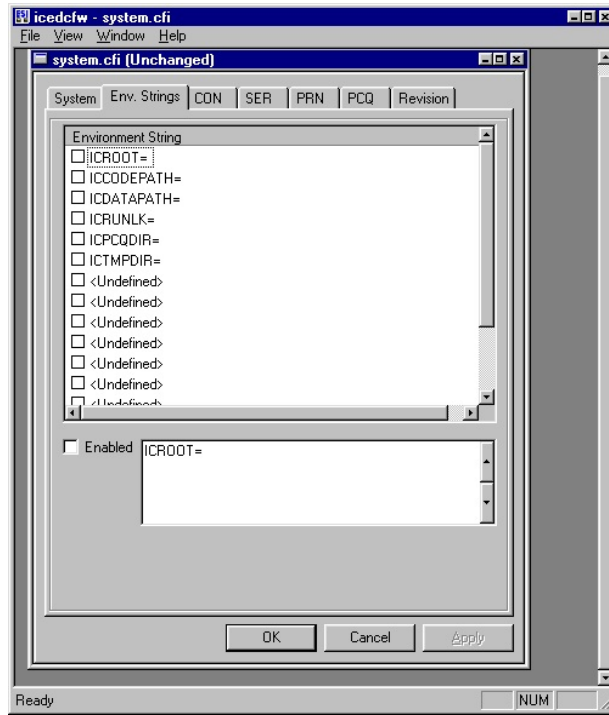 icedcfw - system.cfi
File View Window Help
system.cfi (Unchanged)
System Env. Strings CON SER PRN PCQ Revision
Environment String
ICROOT=
ICCODEPATH=
ICDATAPATH=
ICRUNLK=
ICPCQDIR=
ICTMPDIR=
<Undefined>
<Undefined>
<Undefined>
<Undefined>
<Undefined>
<Undefined>
<Undefined>
Enabled ICROOT=
OK Cancel Apply
Ready NUM